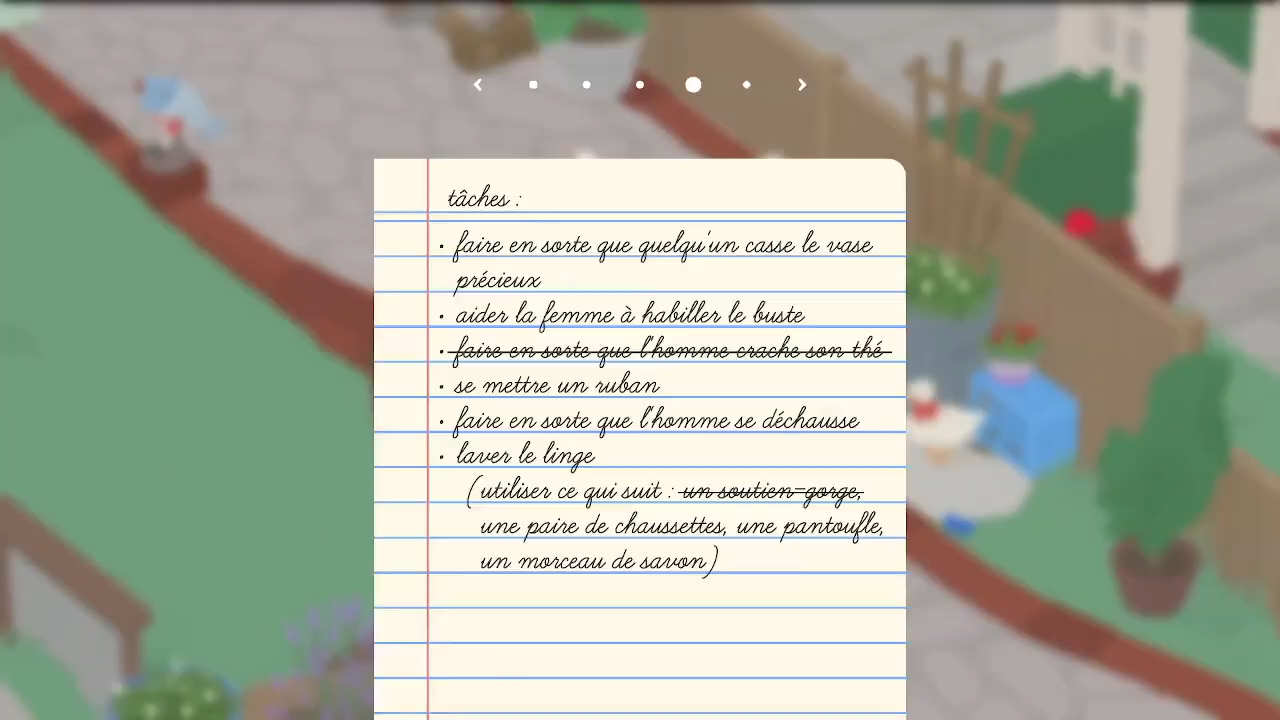 tâches :
• faire en sorte que quelqu'un casse le vase
précieux
• aider la femme à habiller le buste
• faire en sorte que l'homme crache son thé
• se mettre un ruban
• faire en sorte que l'homme se déchausse
• laver le linge
(utiliser ce qui suit : un soutien-gorge,
une paire de chaussettes, une pantoufle,
un morceau de savon)